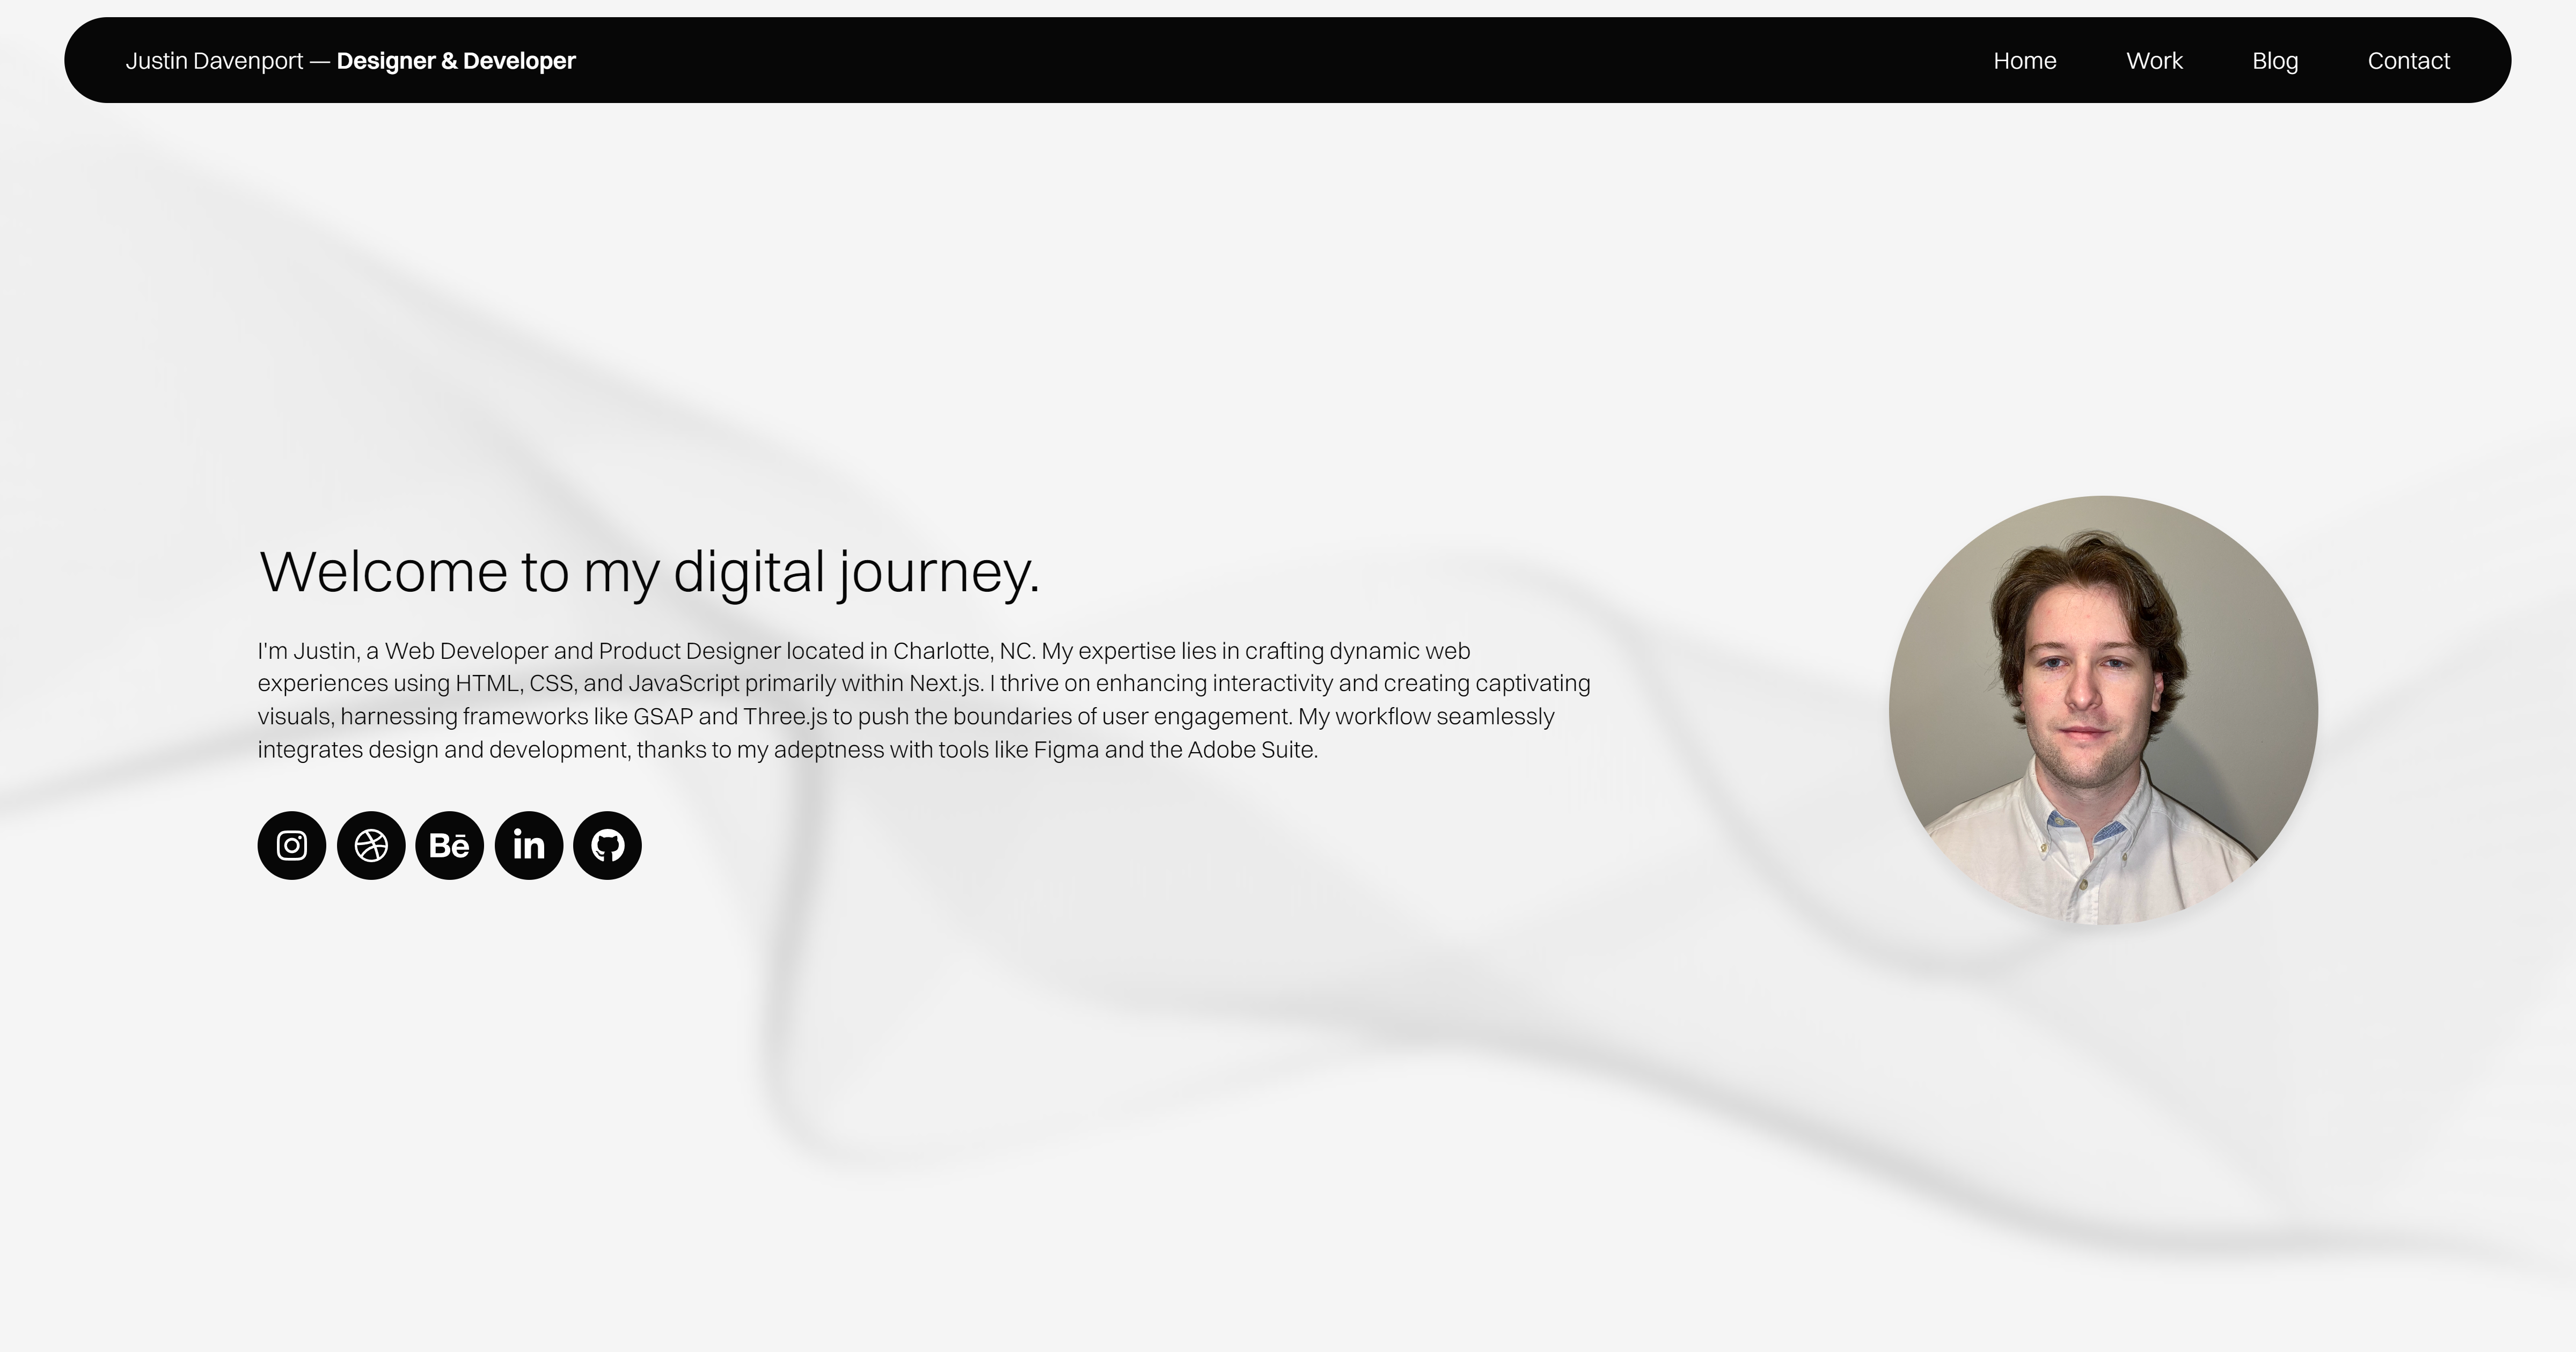 Justin Davenport — Designer & Developer
Home
Work
Blog
Contact
Welcome to my digital journey.
I'm Justin, a Web Developer and Product Designer located in Charlotte, NC. My expertise lies in crafting dynamic web
experiences using HTML, CSS, and JavaScript primarily within Next.js. I thrive on enhancing interactivity and creating captivating
visuals, harnessing frameworks like GSAP and Three.js to push the boundaries of user engagement. My workflow seamlessly
integrates design and development, thanks to my adeptness with tools like Figma and the Adobe Suite.
Bē
in